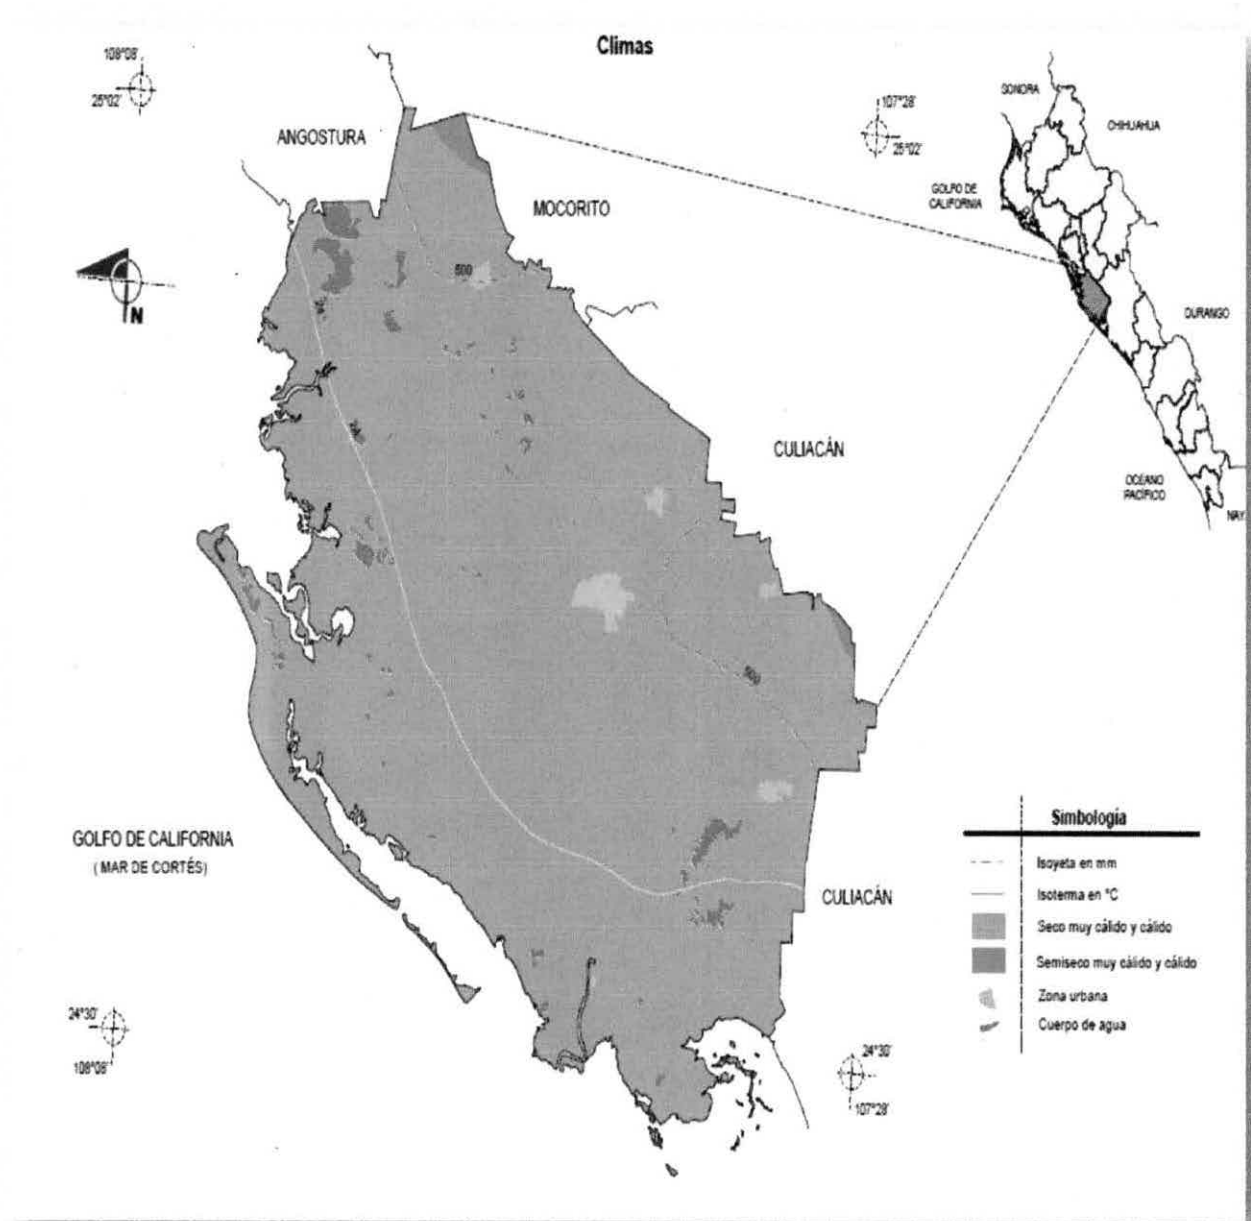 Climas
108°08'
25°02'
107°28'
25°02'
SONORA
CHIHUAHUA
GOLFO DE
CALIFORNIA
DURANGO
OCÉANO
PACÍFICO
NAY
ANGOSTURA
MOCORITO
N
500
CULIACÁN
500
GOLFO DE CALIFORNIA
( MAR DE CORTÉS)
CULIACÁN
Simbología
Isoyeta en mm
Isoterma en °C
Seco muy cálido y cálido
Semiseco muy cálido y cálido
Zona urbana
Cuerpo de agua
24°30'
108°08'
24°30'
107°28'